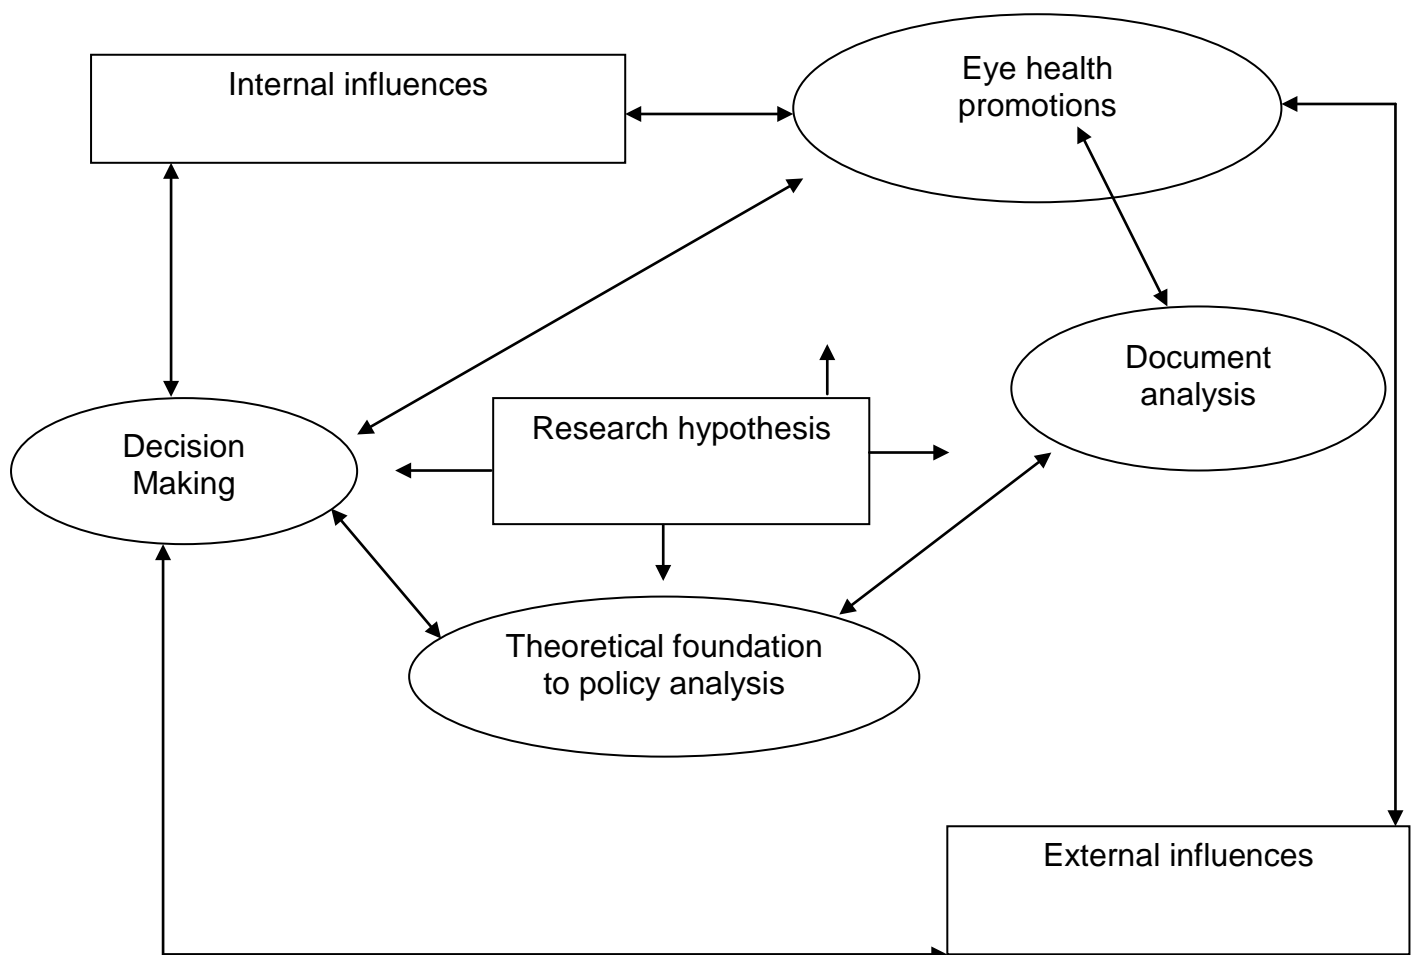 Internal influences
Eye health
promotions
Document
analysis
Research hypothesis
Decision
Making
Theoretical foundation
to policy analysis
External influences